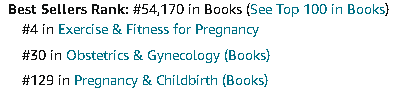 Best Sellers Rank: #54,170 in Books (See Top 100 in Books)
#4 in Exercise & Fitness for Pregnancy
#30 in Obstetrics & Gynecology (Books)
#129 in Pregnancy & Childbirth (Books)